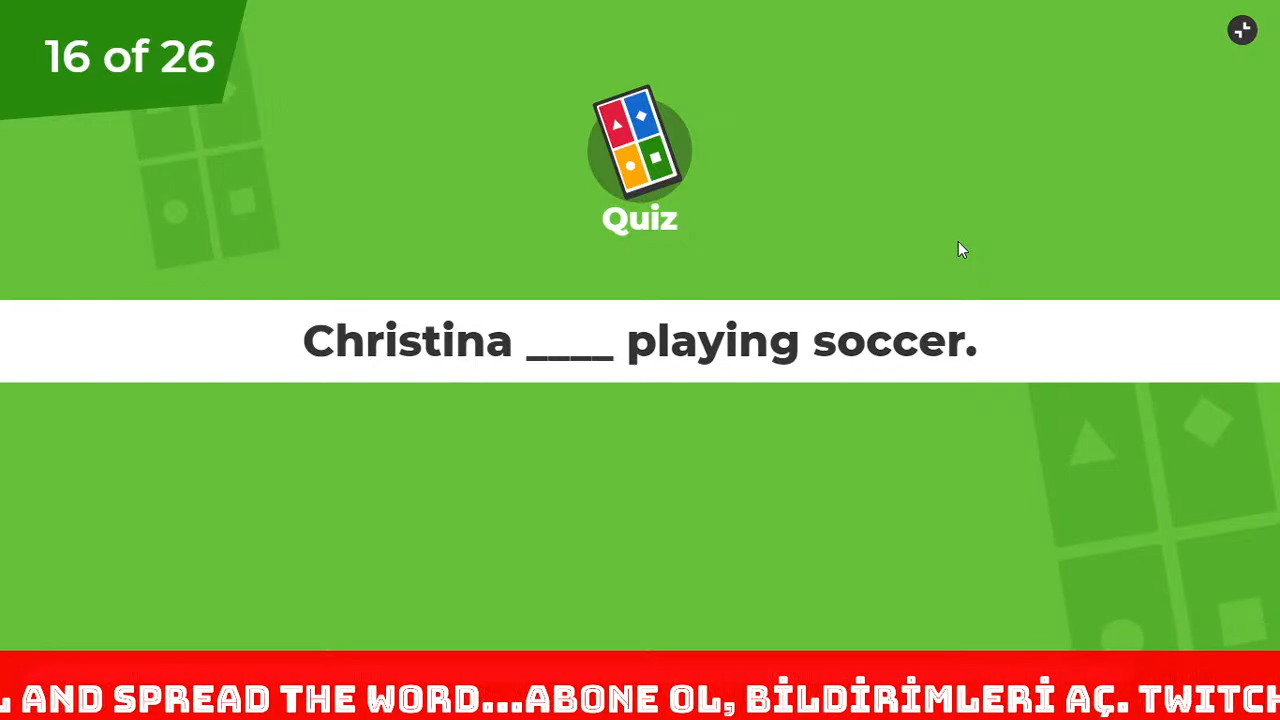 16 of 26
Quiz
Christina ____ playing soccer.
AND SPREAD THE WORD...ABONE OL, BİLDİRİMLERİ AÇ. TWITCH